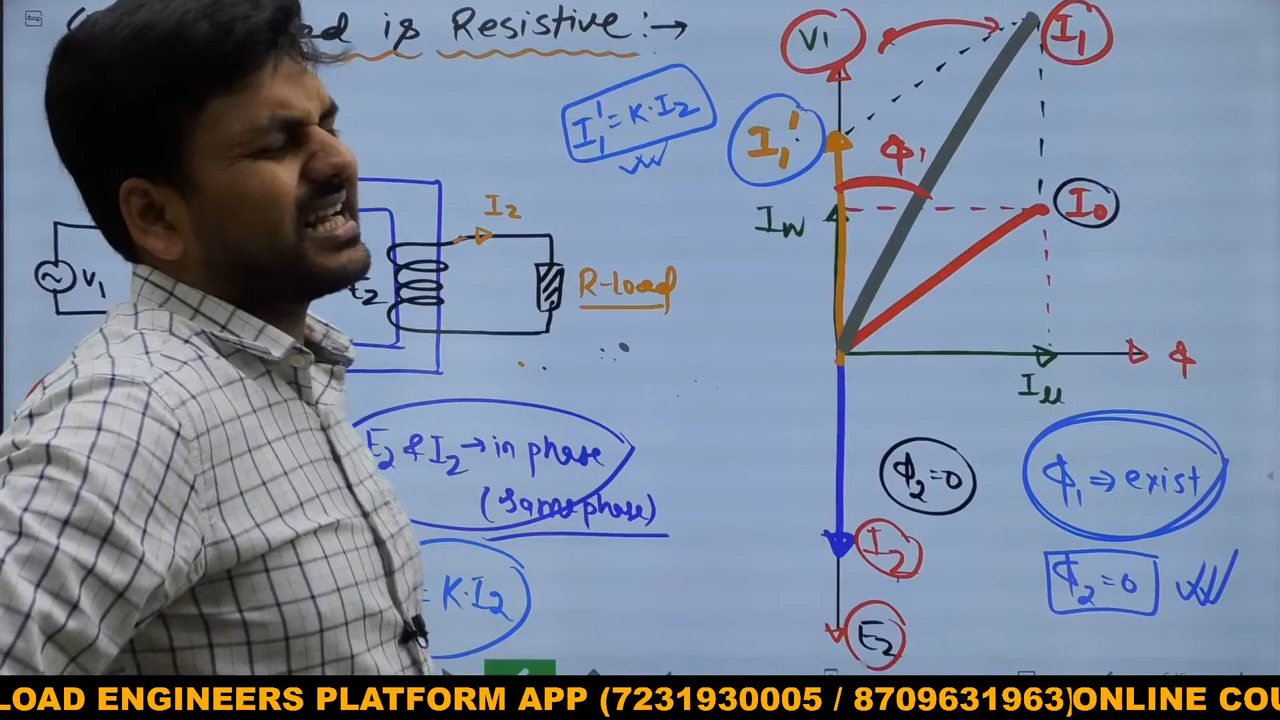 ad is Resistive :→
I₁' = K·I₂
V1
E₂
I₂
R-load
E₂ & I₂ → in phase
(same phase)
= K·I₂
V1
I₁
I₁'
ϕ₁
I₀
Iw
Iμ
ϕ
ϕ₂=0
ϕ₁ ⇒ exist
I₂
ϕ₂=0
E₂
LOAD ENGINEERS PLATFORM APP (7231930005 / 8709631963) ONLINE COU